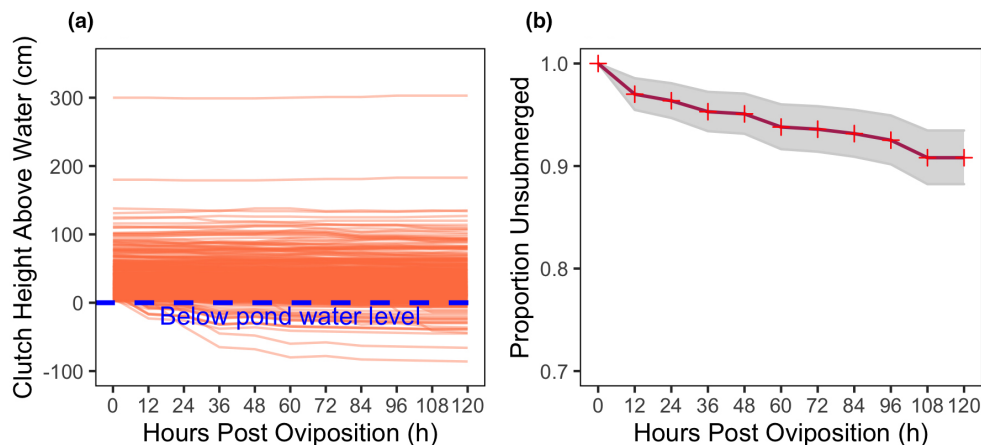 (a)
Clutch Height Above Water (cm)
300
200
100
0
-100
Below pond water level
0 12 24 36 48 60 72 84 96 108 120
Hours Post Oviposition (h)
(b)
Proportion Unsubmerged
1.0
0.9
0.8
0.7
0 12 24 36 48 60 72 84 96 108 120
Hours Post Oviposition (h)